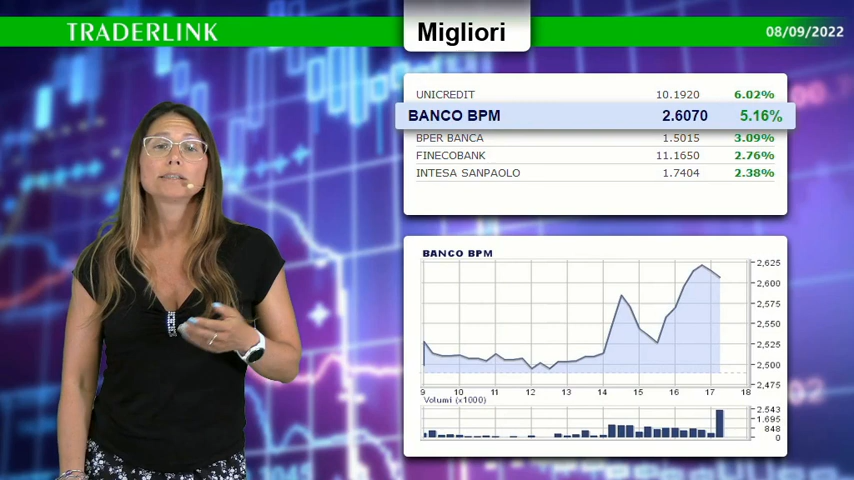 TRADERLINK
Migliori
08/09/2022
UNICREDIT 10.1920 6.02%
BANCO BPM 2.6070 5.16%
BPER BANCA 1.5015 3.09%
FINECOBANK 11.1650 2.76%
INTESA SANPAOLO 1.7404 2.38%
BANCO BPM
2,625
2,600
2,575
2,550
2,525
2,500
2,475
9 10 11 12 13 14 15 16 17 18
Volumi (x1000)
2.543
1.695
848
0